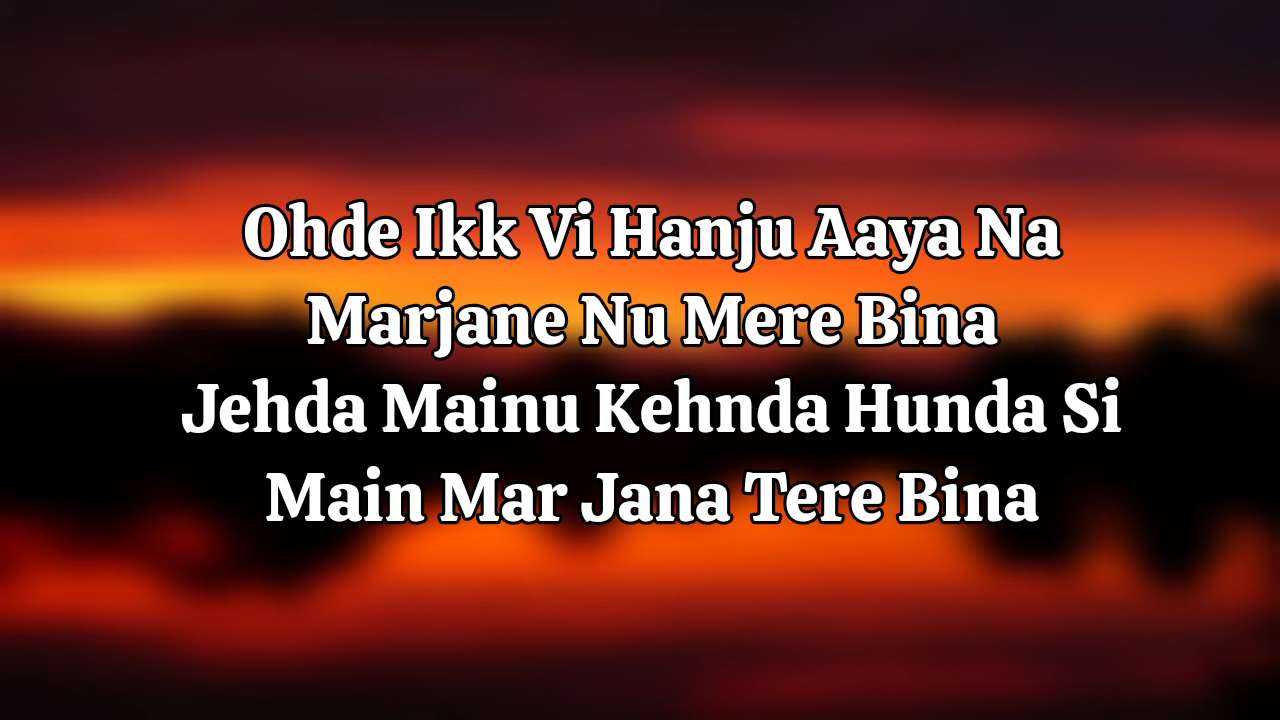 Ohde Ikk Vi Hanju Aaya Na
Marjane Nu Mere Bina
Jehda Mainu Kehnda Hunda Si
Main Mar Jana Tere Bina